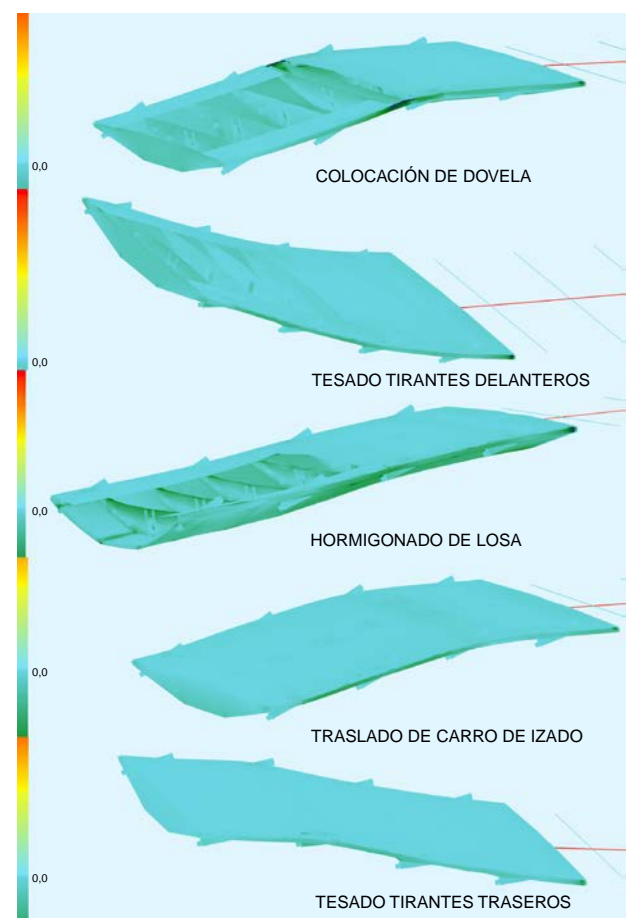 0,0
COLOCACIÓN DE DOVELA
0,0
TESADO TIRANTES DELANTEROS
0,0
HORMIGONADO DE LOSA
0,0
TRASLADO DE CARRO DE IZADO
0,0
TESADO TIRANTES TRASEROS